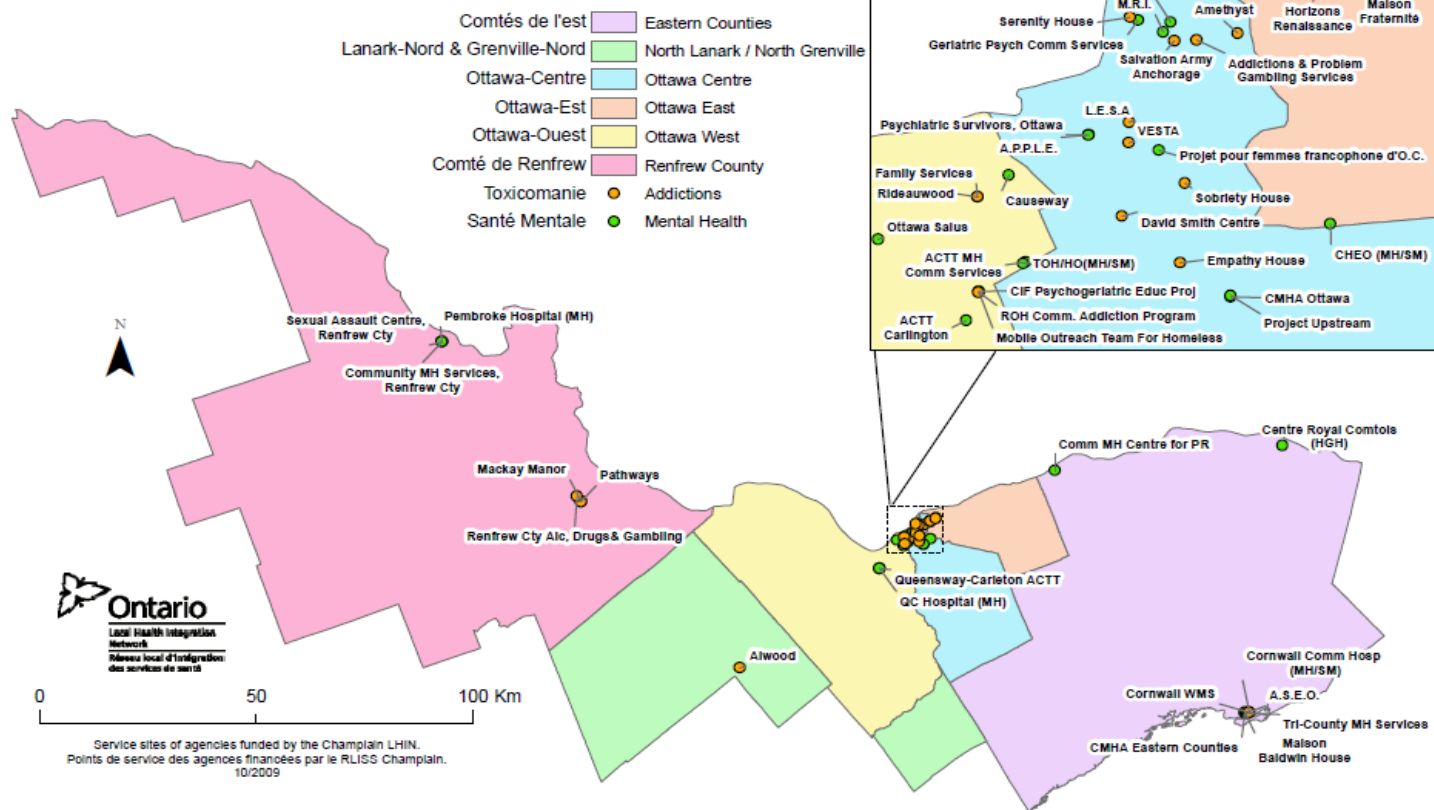 Comtés de l'est Eastern Counties
Lanark-Nord & Grenville-Nord North Lanark / North Grenville
Ottawa-Centre Ottawa Centre
Ottawa-Est Ottawa East
Ottawa-Ouest Ottawa West
Comté de Renfrew Renfrew County
Toxicomanie Addictions
Santé Mentale Mental Health
M.R.I.
Amethyst
Horizons
Renaissance
Maison
Fraternité
Serenity House
Geriatric Psych Comm Services
Salvation Army
Anchorage
Addictions & Problem
Gambling Services
L.E.S.A
Psychiatric Survivors, Ottawa
VESTA
A.P.P.L.E.
Projet pour femmes francophone d'O.C.
Family Services
Rideauwood
Causeway
Sobriety House
David Smith Centre
Ottawa Salus
CHEO (MH/SM)
ACTT MH
Comm Services
TOH/HO(MH/SM)
Empathy House
CIF Psychogeriatric Educ Proj
CMHA Ottawa
ROH Comm. Addiction Program
Project Upstream
ACTT
Carlington
Mobile Outreach Team For Homeless
N
Sexual Assault Centre,
Renfrew Cty
Pembroke Hospital (MH)
Community MH Services,
Renfrew Cty
Mackay Manor
Pathways
Renfrew Cty Alc, Drugs& Gambling
Comm MH Centre for PR
Centre Royal Comtois
(HGH)
Queensway-Carleton ACTT
QC Hospital (MH)
Alwood
Cornwall Comm Hosp
(MH/SM)
Cornwall WMS
A.S.E.O.
Tri-County MH Services
CMHA Eastern Counties
Maison
Baldwin House
Ontario
Local Health Integration
Network
Réseau local d'intégration
des services de santé
0 50 100 Km
Service sites of agencies funded by the Champlain LHIN.
Points de service des agences financées par le RLISS Champlain.
10/2009